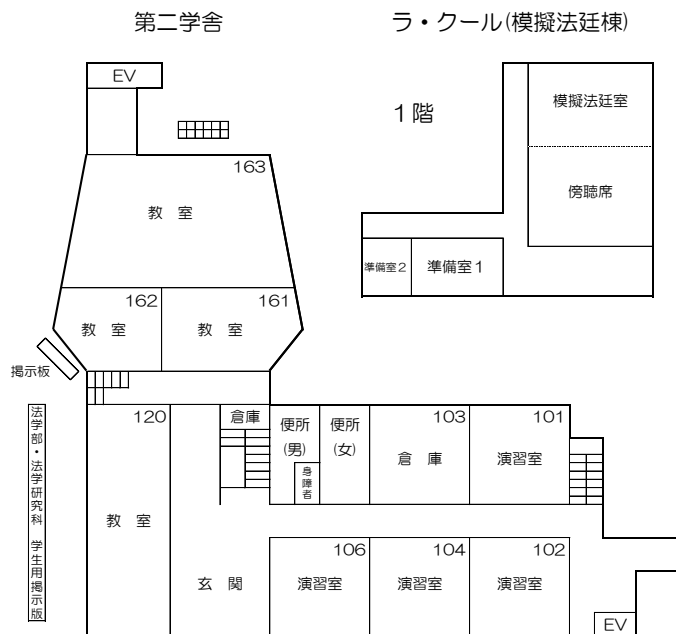 第二学舎
ラ・クール(模擬法廷棟)
EV
1階
模擬法廷室
傍聴席
準備室2
準備室1
163
教 室
162
教 室
161
教 室
掲示板
法学部・法学研究科 学生用掲示版
120
教 室
倉庫
便所
(男)
身障者
便所
(女)
103
倉 庫
101
演習室
玄 関
106
演習室
104
演習室
102
演習室
EV